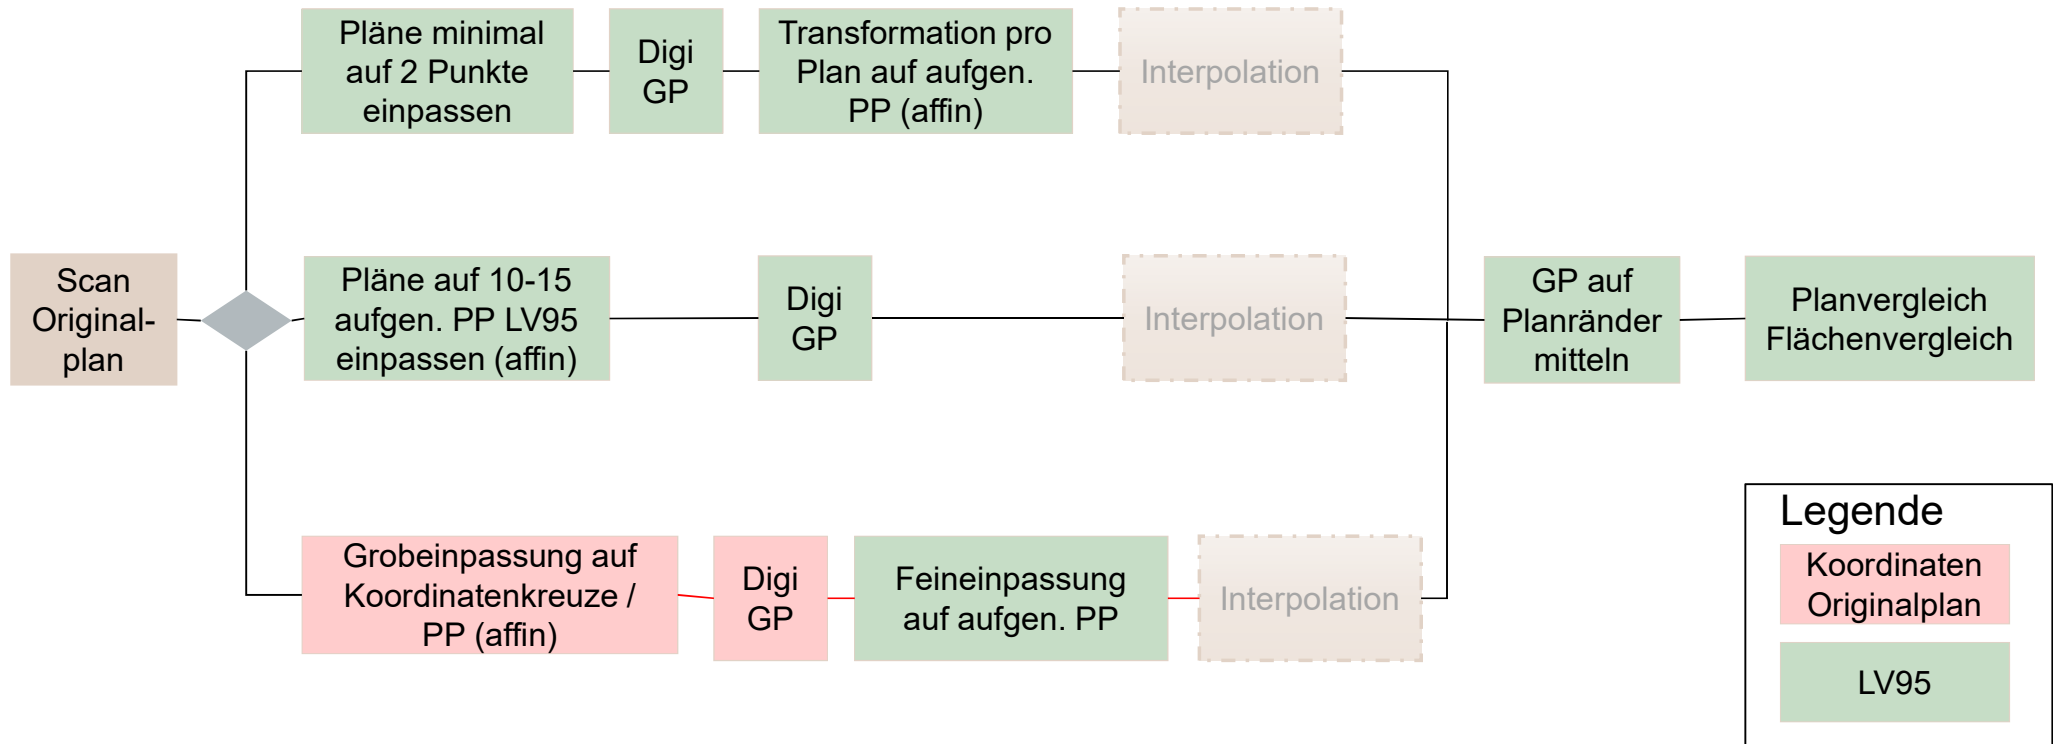 Pläne minimal
auf 2 Punkte
einpassen
Digi
GP
Transformation pro
Plan auf aufgen.
PP (affin)
Interpolation
Scan
Original-
plan
Pläne auf 10-15
aufgen. PP LV95
einpassen (affin)
Digi
GP
Interpolation
GP auf
Planränder
mitteln
Planvergleich
Flächenvergleich
Grobeinpassung auf
Koordinatenkreuze /
PP (affin)
Digi
GP
Feineinpassung
auf aufgen. PP
Interpolation
Legende
Koordinaten
Originalplan
LV95